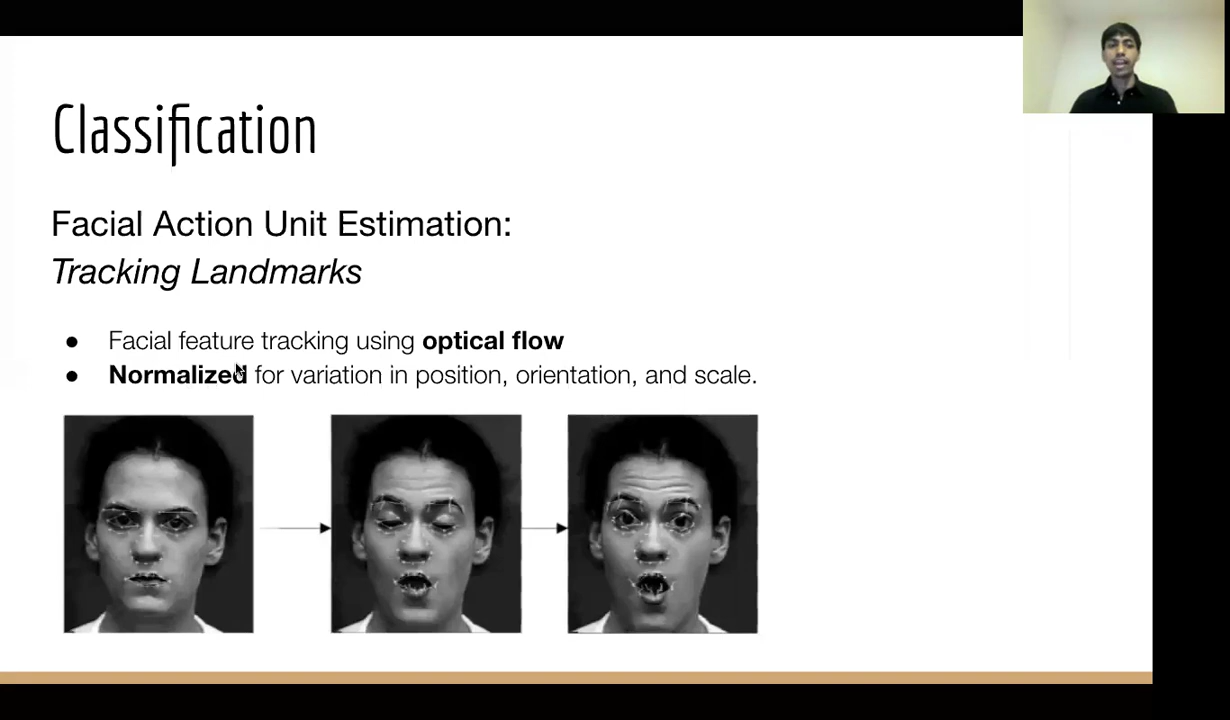 Classification
Facial Action Unit Estimation:
Tracking Landmarks
● Facial feature tracking using optical flow
● Normalized for variation in position, orientation, and scale.